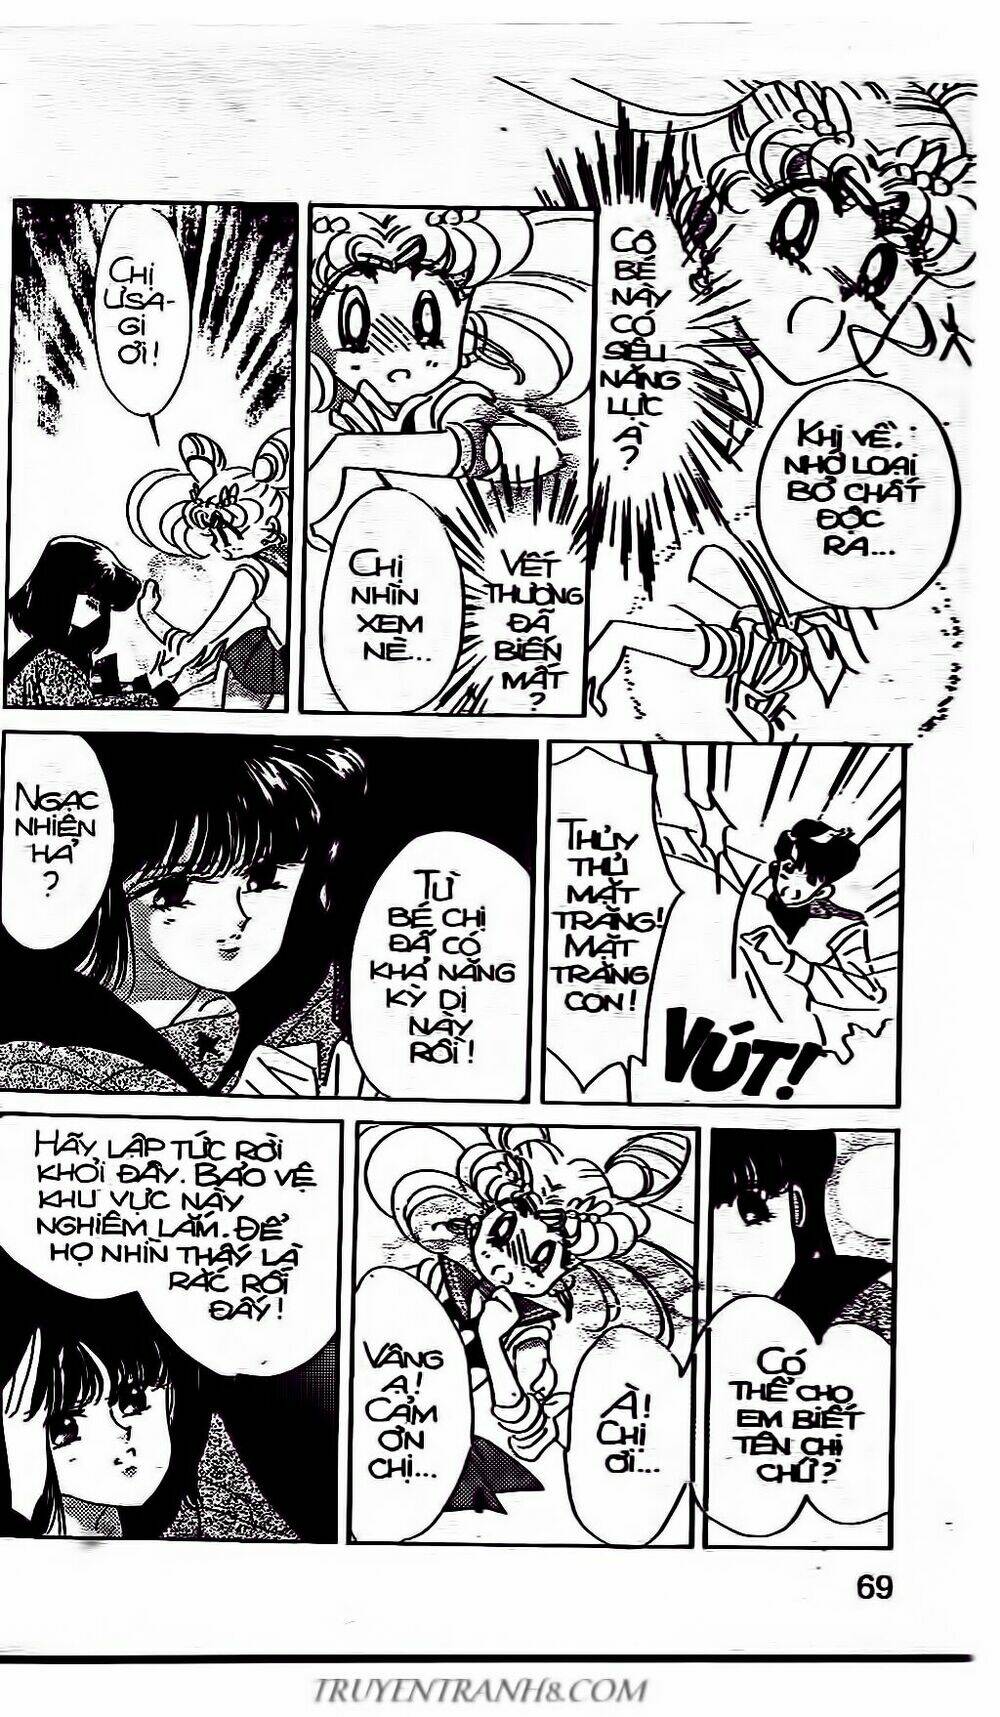 CHỊ
USA-
GI
ƠI!
CHỊ
NHÌN
XEM
NÈ...
VẾT
THƯƠNG
ĐÃ
BIẾN
MẤT
?
CÔ
BÉ
NÀY
CÓ
SIÊU
NĂNG
LỰC
À
?
KHI VỀ,
NHỚ LOẠI
BỎ CHẤT
ĐỘC
RA...
NGẠC
NHIÊN
HẢ
?
TỪ
BÉ CHỊ
ĐÃ CÓ
KHẢ NĂNG
KỲ DỊ
NÀY
RỒI!
THỦY
THỦ
MẶT
TRĂNG!
MẶT
TRĂNG
CON!
VÚT!
HÃY LẬP TỨC RỜI
KHỎI ĐÂY. BẢO VỆ
KHU VỰC NÀY
NGHIÊM LẮM. ĐỂ
HỌ NHÌN THẤY LÀ
RẮC RỐI
ĐẤY!
VÂNG
Ạ!
CẢM
ƠN
CHỊ...
À!
CHỊ
ƠI...
CÓ
THỂ CHO
EM BIẾT
TÊN CHỊ
CHỨ?
69
TRUYENTRANH8.COM